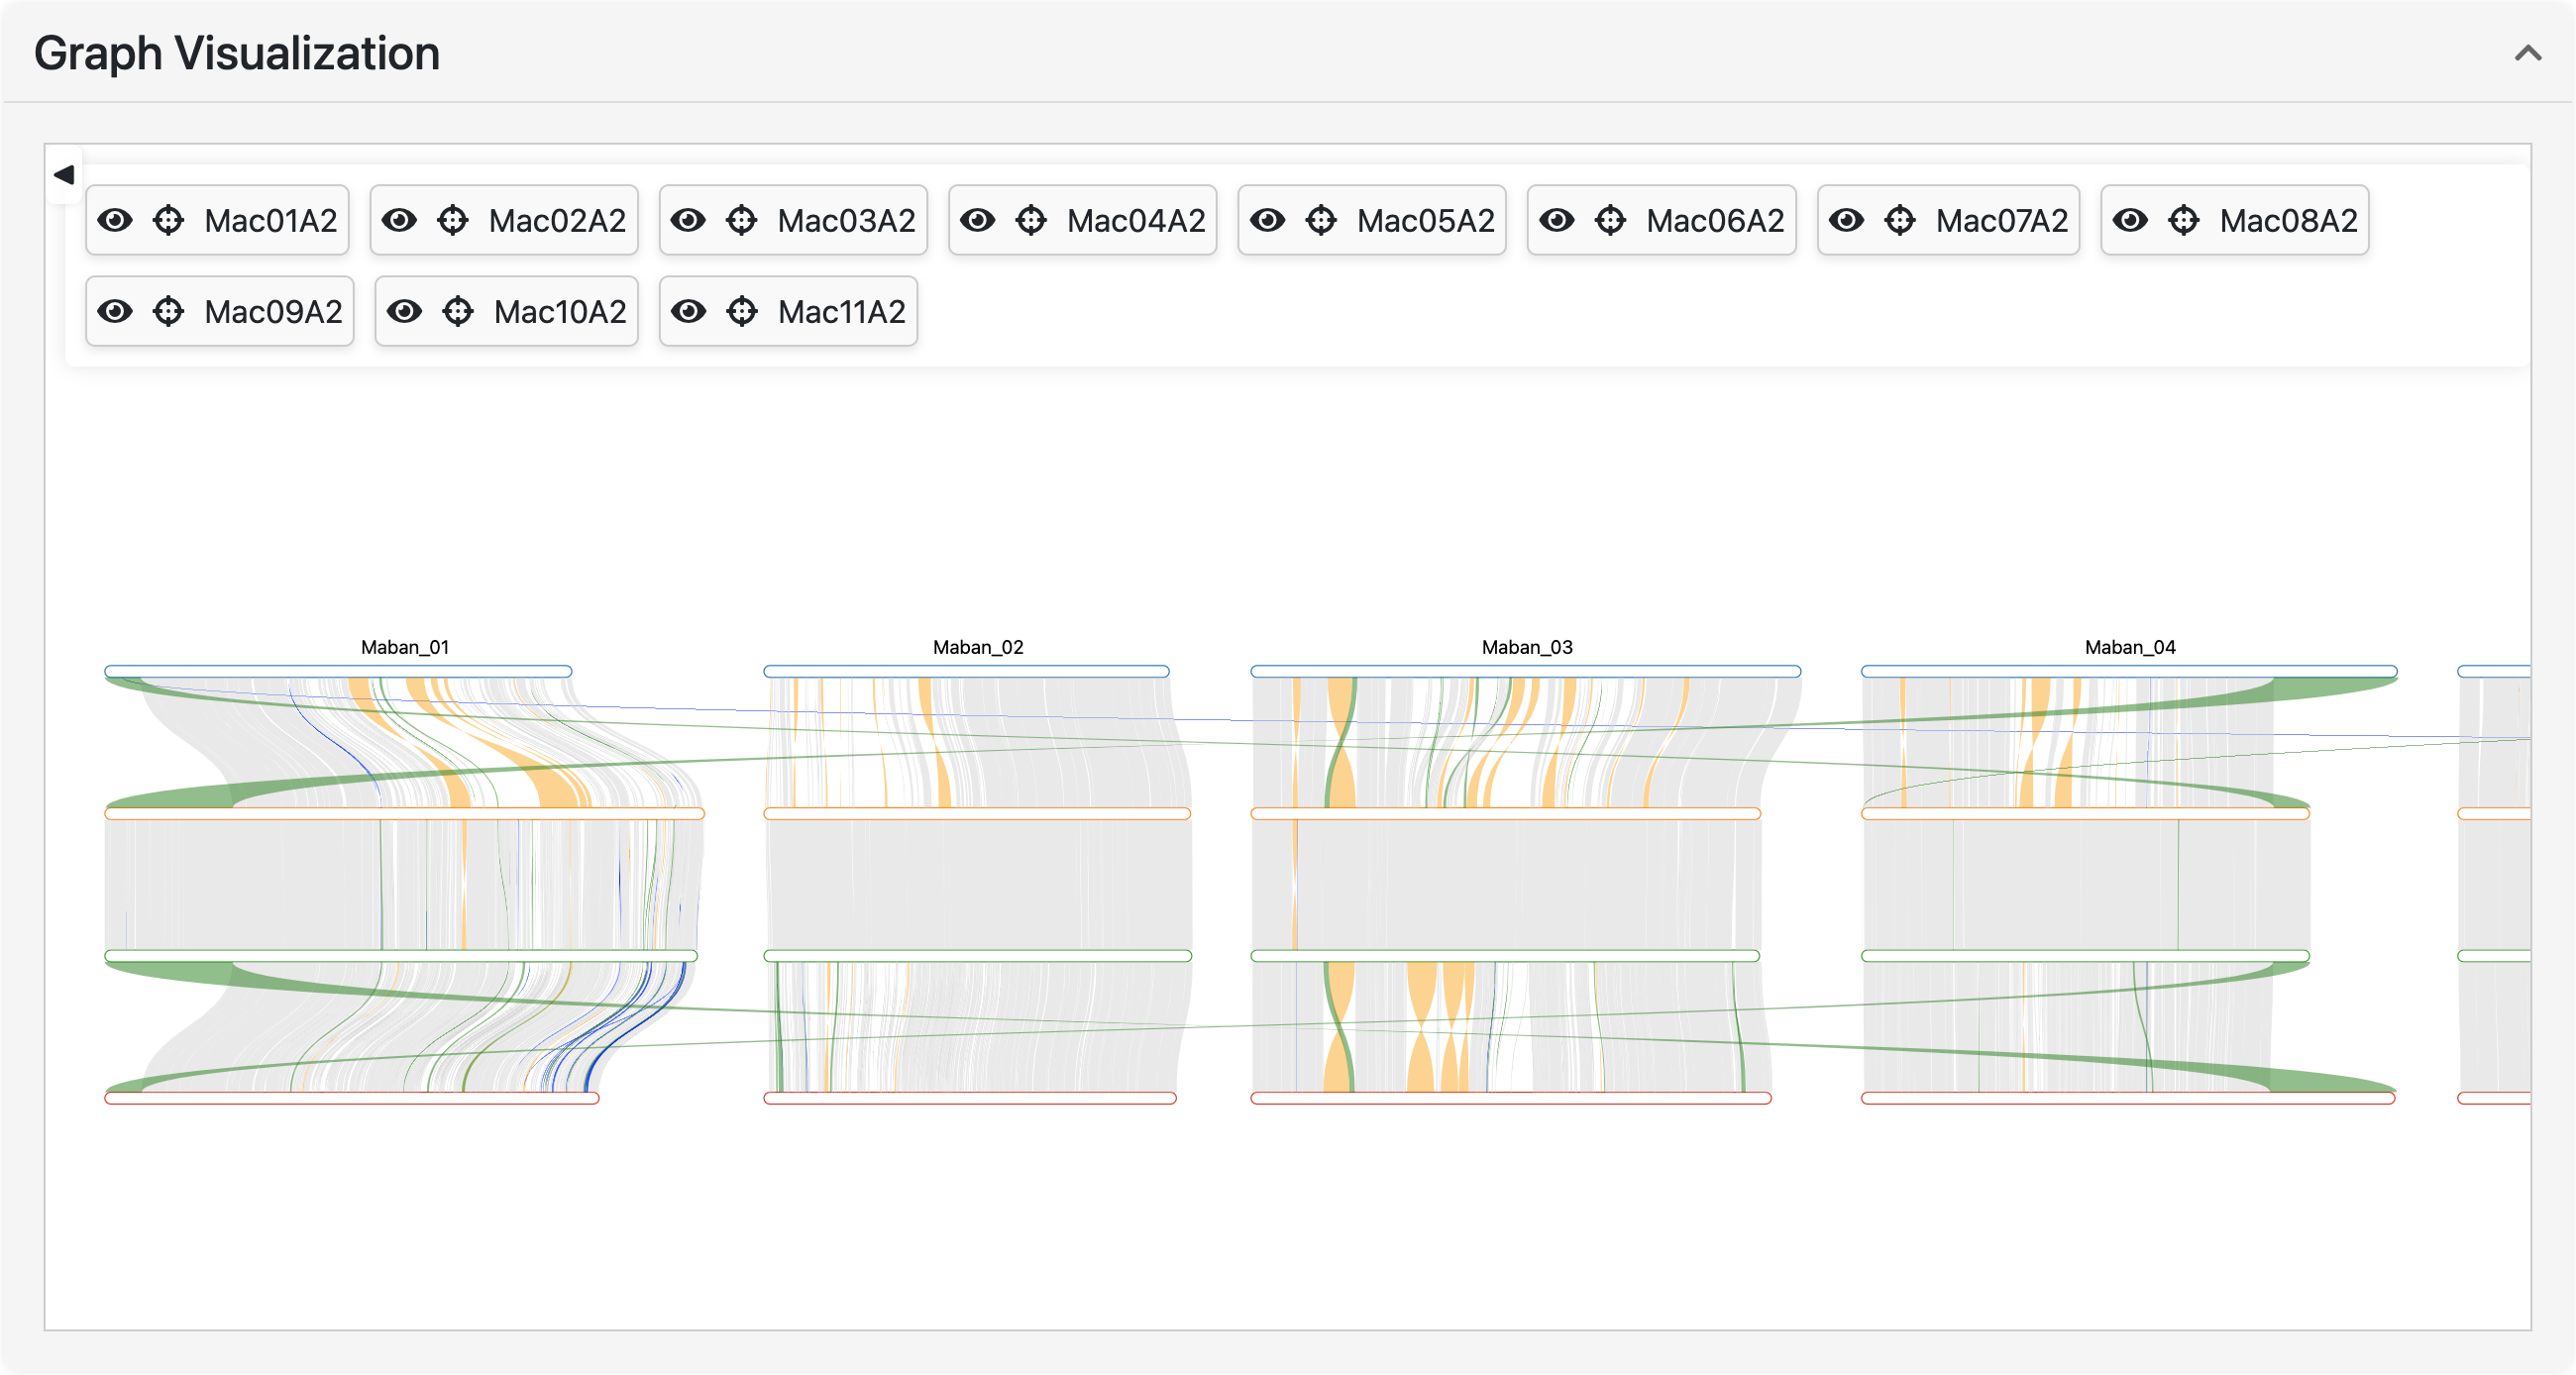 Graph Visualization
Mac01A2 Mac02A2 Mac03A2 Mac04A2 Mac05A2 Mac06A2 Mac07A2 Mac08A2
Mac09A2 Mac10A2 Mac11A2
Maban_01 Maban_02 Maban_03 Maban_04